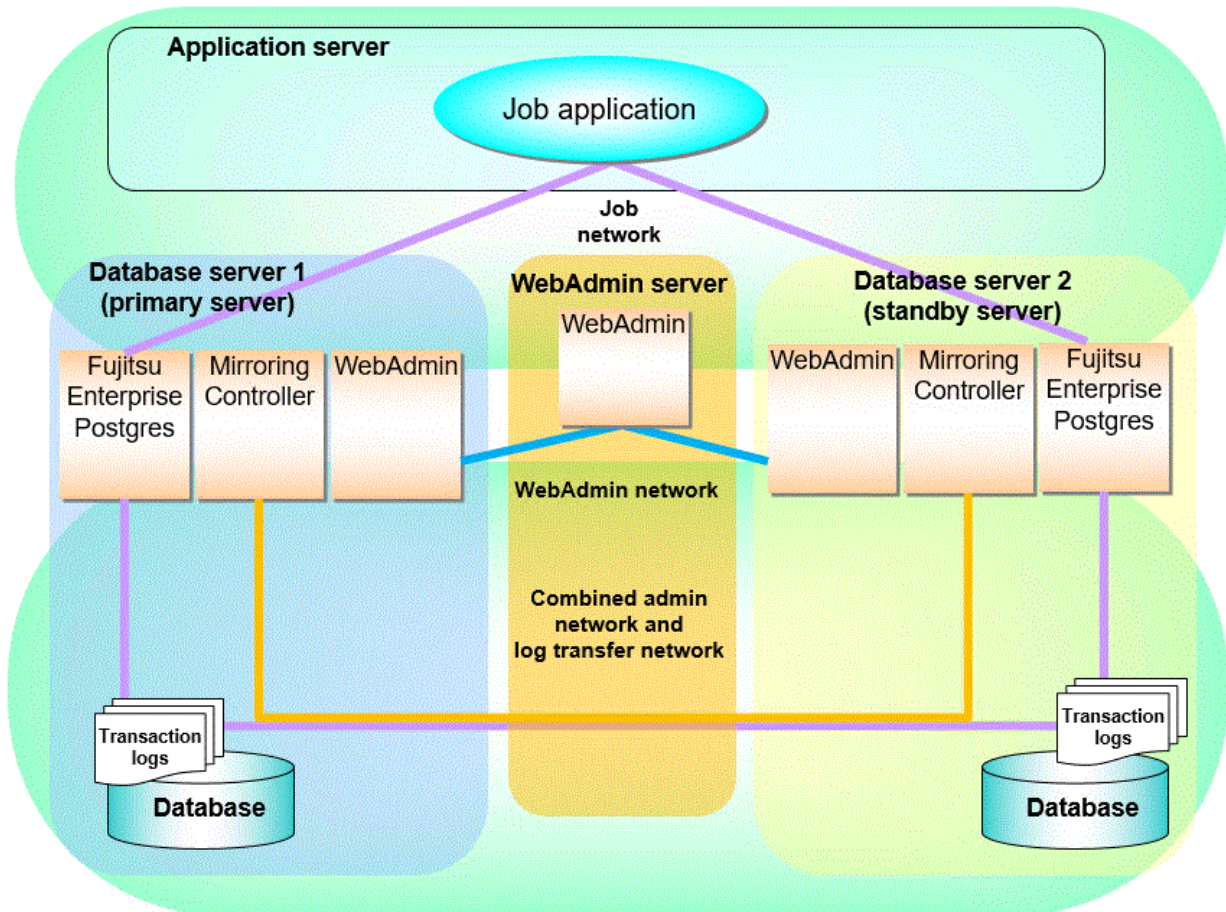 Application server
Job application
Job
network
Database server 1
(primary server)
WebAdmin server
Database server 2
(standby server)
Fujitsu
Enterprise
Postgres
Mirroring
Controller
WebAdmin
WebAdmin
WebAdmin
Mirroring
Controller
Fujitsu
Enterprise
Postgres
WebAdmin network
Combined admin
network and
log transfer network
Transaction
logs
Database
Transaction
logs
Database